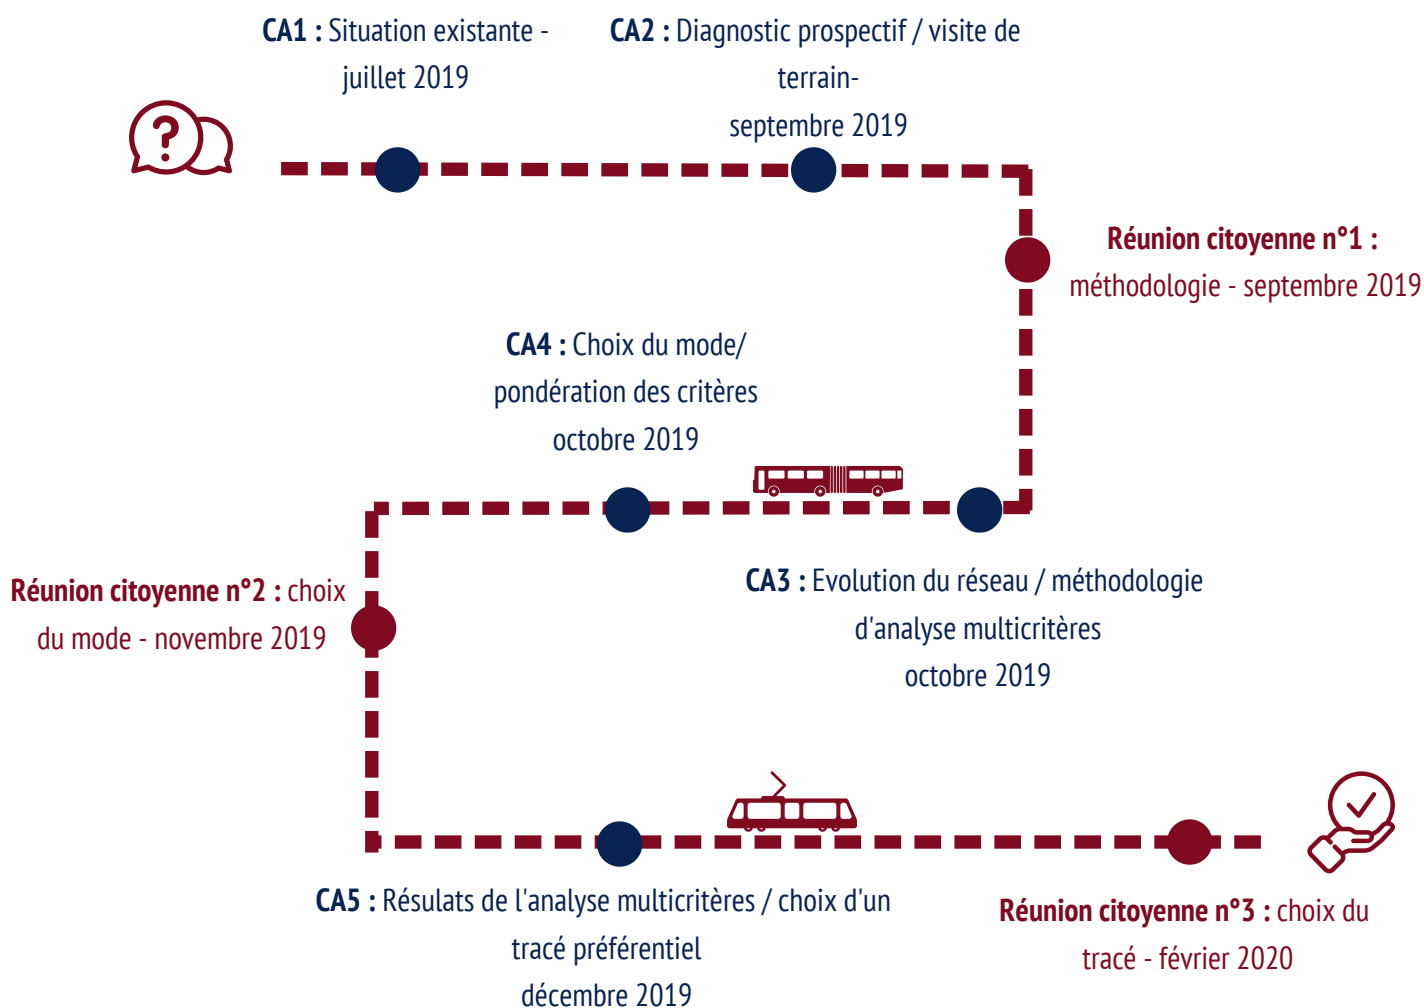 CA1 : Situation existante -
juillet 2019
CA2 : Diagnostic prospectif / visite de
terrain-
septembre 2019
?
Réunion citoyenne n°1 :
méthodologie - septembre 2019
CA4 : Choix du mode/
pondération des critères
octobre 2019
CA3 : Evolution du réseau / méthodologie
d'analyse multicritères
octobre 2019
Réunion citoyenne n°2 : choix
du mode - novembre 2019
CA5 : Résulats de l'analyse multicritères / choix d'un
tracé préférentiel
décembre 2019
Réunion citoyenne n°3 : choix du
tracé - février 2020